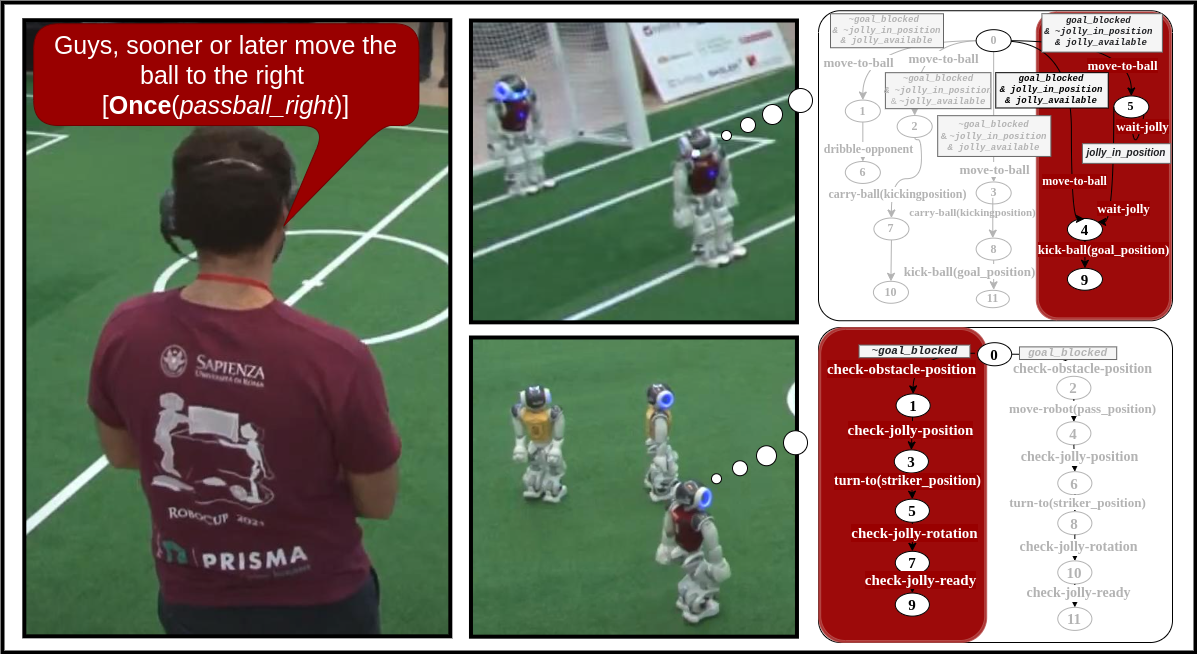 Guys, sooner or later move the
ball to the right
[Once(passball_right)]
SAPIENZA
UNIVERSITÀ DI ROMA
ROBOCUP 2021
PRISMA
~goal_blocked
& ~jolly_in_position
& jolly_available
0
goal_blocked
& ~jolly_in_position
& jolly_available
move-to-ball
move-to-ball
move-to-ball
~goal_blocked
& ~jolly_in_position
& ~jolly_available
goal_blocked
& jolly_in_position
& jolly_available
1
2
5
~goal_blocked
& ~jolly_in_position
& jolly_available
wait-jolly
dribble-opponent
jolly_in_position
6
move-to-ball
move-to-ball
carry-ball(kickingposition)
3
carry-ball(kickingposition)
wait-jolly
7
4
8
kick-ball(goal_position)
kick-ball(goal_position)
9
10
11
~goal_blocked
0
goal_blocked
check-obstacle-position
check-obstacle-position
1
2
move-robot(pass_position)
check-jolly-position
4
3
check-jolly-position
turn-to(striker_position)
6
5
turn-to(striker_position)
8
check-jolly-rotation
check-jolly-rotation
7
10
check-jolly-ready
check-jolly-ready
9
11